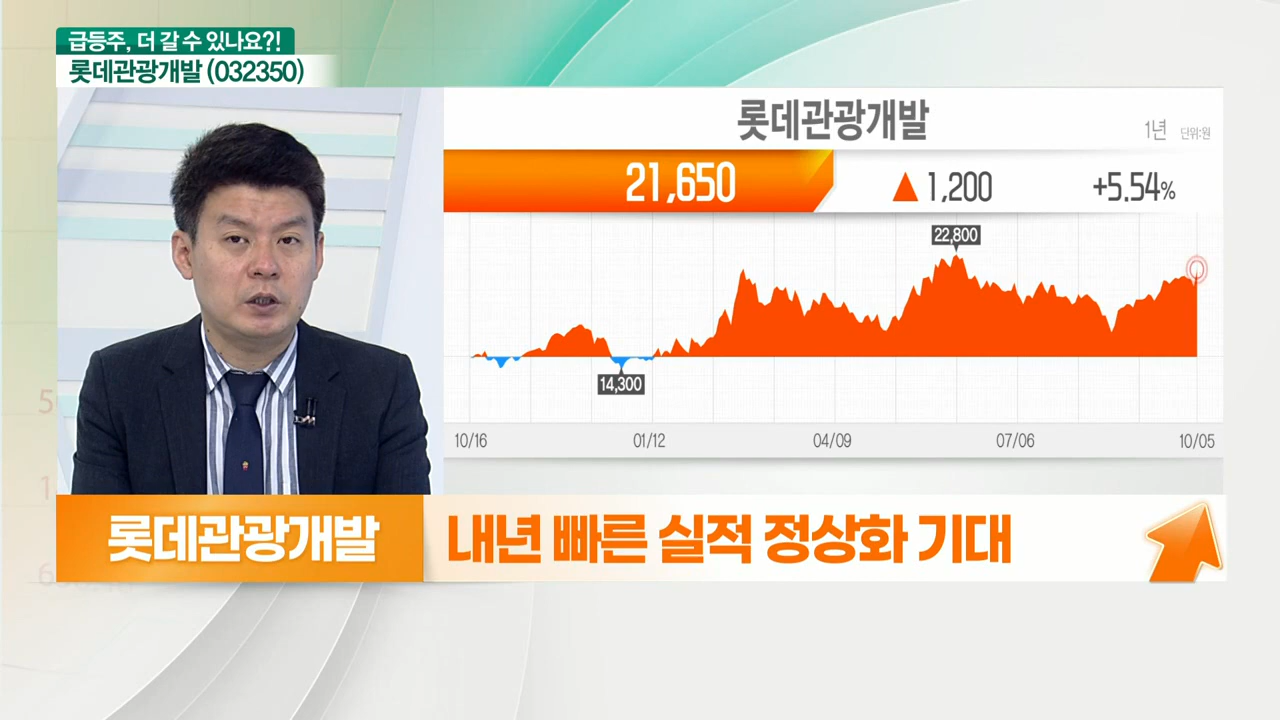 급등주, 더 갈 수 있나요?!
롯데관광개발 (032350)
롯데관광개발
1년 단위:원
21,650 ▲ 1,200 +5.54%
22,800
14,300
10/16 01/12 04/09 07/06 10/05
롯데관광개발 내년 빠른 실적 정상화 기대